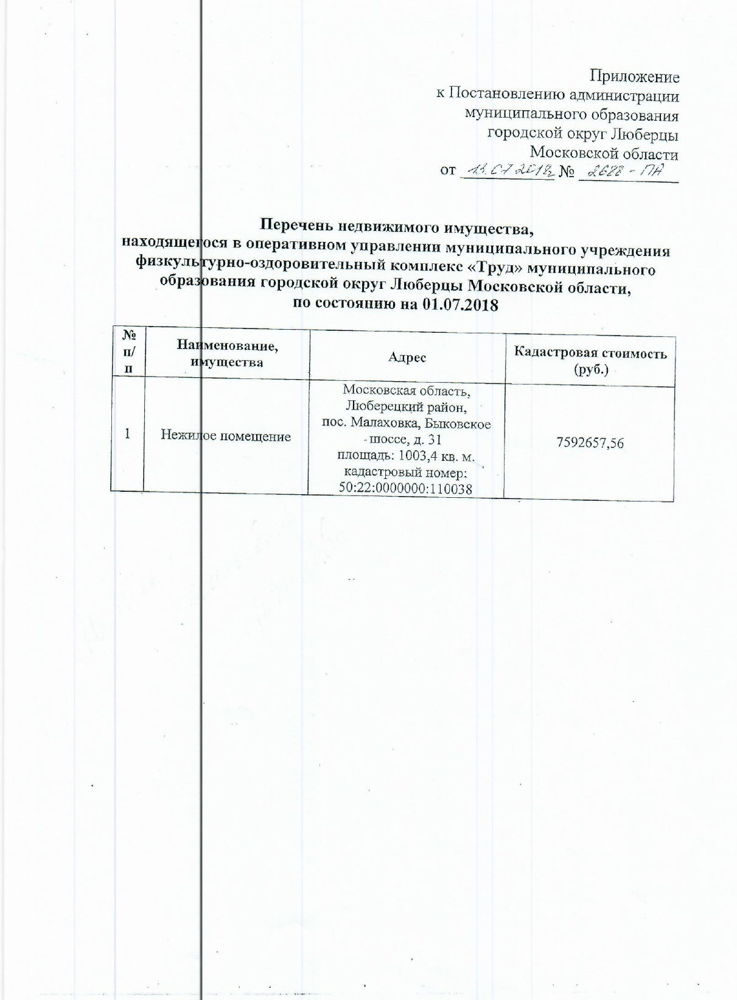 Приложение
к Постановлению администрации
муниципального образования
городской округ Люберцы
Московской области
от 07.2018 № - ПА
Перечень недвижимого имущества,
находящегося в оперативном управлении муниципального учреждения
физкультурно-оздоровительный комплекс «Труд» муниципального
образования городской округ Люберцы Московской области,
по состоянию на 01.07.2018
№
п/
п
Наименование,
имущества
Адрес
Кадастровая стоимость
(руб.)
1
Нежилое помещение
Московская область,
Люберецкий район,
пос. Малаховка, Быковское
шоссе, д. 31
площадь: 1003,4 кв. м.
кадастровый номер:
50:22:0000000:110038
7592657,56